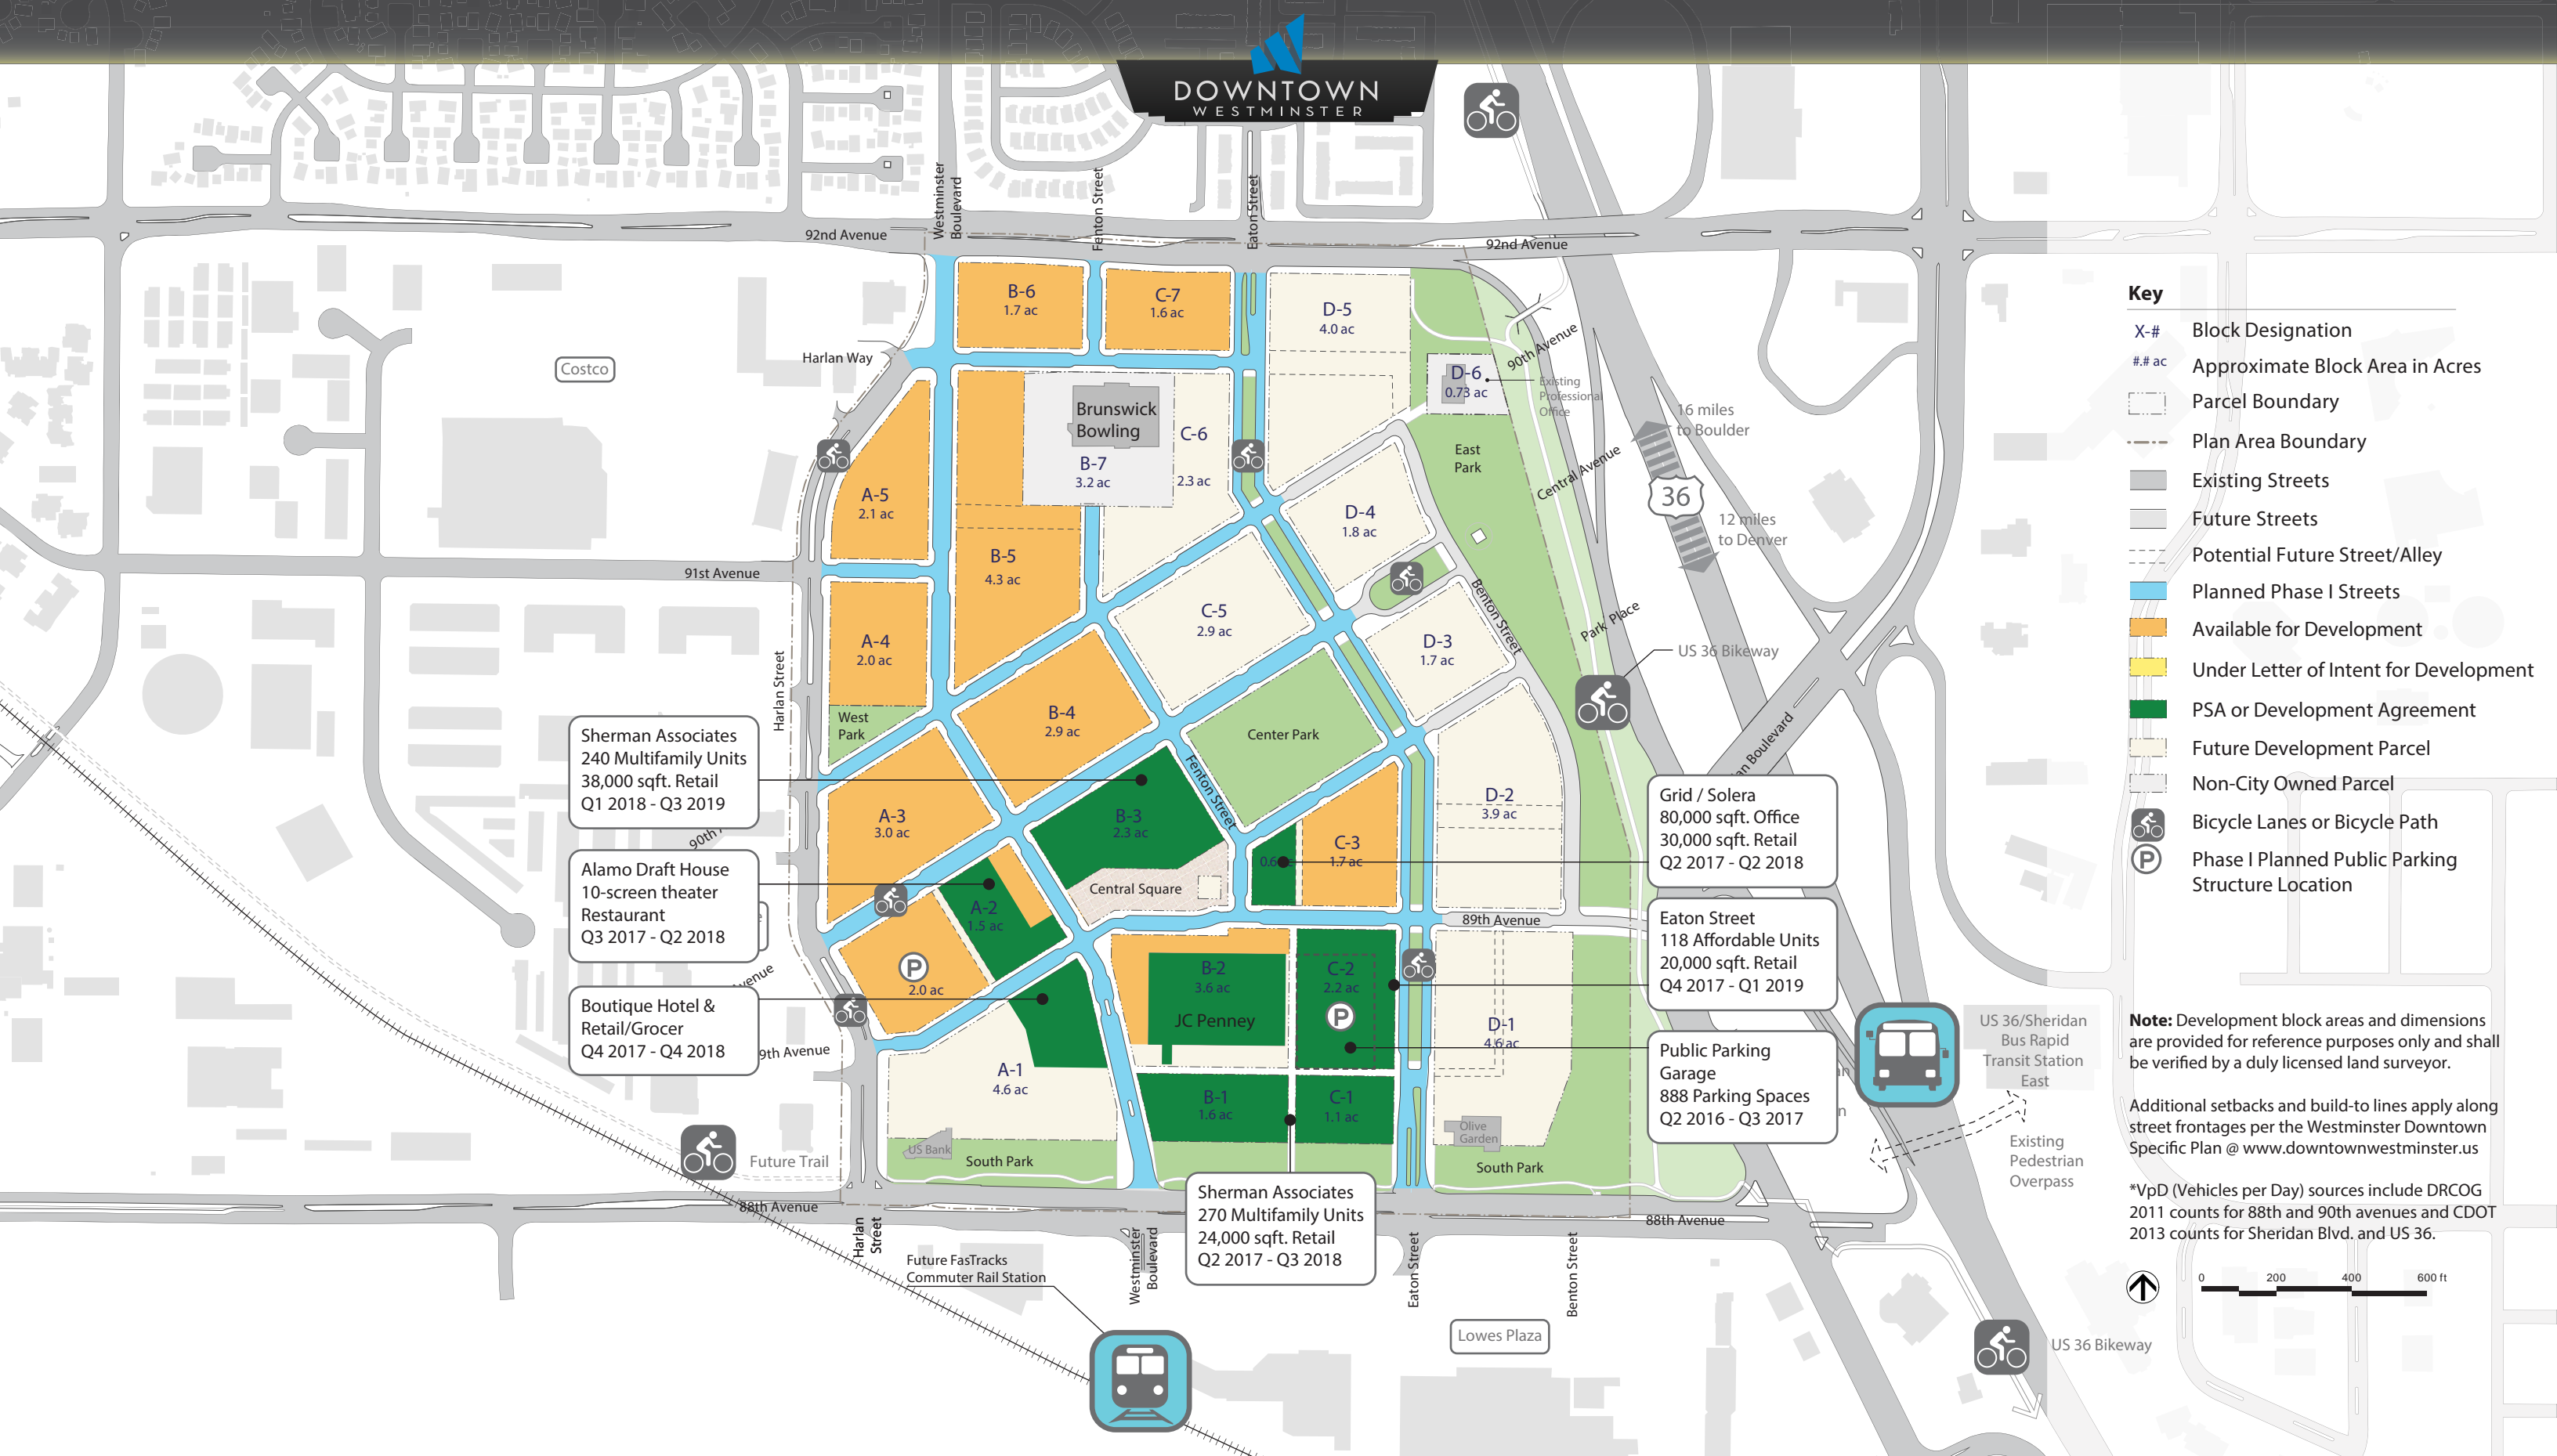 DOWNTOWN
WESTMINSTER
Westminster
Boulevard
Fenton Street
Eaton Street
92nd Avenue
92nd Avenue
B-6
1.7 ac
C-7
1.6 ac
D-5
4.0 ac
Harlan Way
Costco
90th Avenue
D-6
0.73 ac
Existing
Professional
Office
Brunswick
Bowling
C-6
2.3 ac
B-7
3.2 ac
16 miles
to Boulder
East
Park
Central Avenue
36
12 miles
to Denver
A-5
2.1 ac
D-4
1.8 ac
B-5
4.3 ac
91st Avenue
Benton Street
C-5
2.9 ac
Park Place
A-4
2.0 ac
D-3
1.7 ac
US 36 Bikeway
Harlan Street
West
Park
B-4
2.9 ac
Center Park
an Boulevard
Sherman Associates
240 Multifamily Units
38,000 sqft. Retail
Q1 2018 - Q3 2019
Fenton Street
A-3
3.0 ac
B-3
2.3 ac
D-2
3.9 ac
Grid / Solera
80,000 sqft. Office
30,000 sqft. Retail
Q2 2017 - Q2 2018
90th
C-3
1.7 ac
0.6
Alamo Draft House
10-screen theater
Restaurant
Q3 2017 - Q2 2018
Central Square
A-2
1.5 ac
89th Avenue
Eaton Street
118 Affordable Units
20,000 sqft. Retail
Q4 2017 - Q1 2019
P
2.0 ac
B-2
3.6 ac
JC Penney
C-2
2.2 ac
P
venue
Boutique Hotel &
Retail/Grocer
Q4 2017 - Q4 2018
9th Avenue
D-1
4.6 ac
Public Parking
Garage
888 Parking Spaces
Q2 2016 - Q3 2017
A-1
4.6 ac
B-1
1.6 ac
C-1
1.1 ac
US Bank
South Park
Olive
Garden
South Park
Future Trail
US 36/Sheridan
Bus Rapid
Transit Station
East
Existing
Pedestrian
Overpass
88th Avenue
88th Avenue
Sherman Associates
270 Multifamily Units
24,000 sqft. Retail
Q2 2017 - Q3 2018
Harlan
Street
Westminster
Boulevard
Eaton Street
Benton Street
Future FasTracks
Commuter Rail Station
Lowes Plaza
US 36 Bikeway
Key
X-# Block Designation
#.# ac Approximate Block Area in Acres
Parcel Boundary
Plan Area Boundary
Existing Streets
Future Streets
Potential Future Street/Alley
Planned Phase I Streets
Available for Development
Under Letter of Intent for Development
PSA or Development Agreement
Future Development Parcel
Non-City Owned Parcel
Bicycle Lanes or Bicycle Path
P Phase I Planned Public Parking
Structure Location
Note: Development block areas and dimensions
are provided for reference purposes only and shall
be verified by a duly licensed land surveyor.
Additional setbacks and build-to lines apply along
street frontages per the Westminster Downtown
Specific Plan @ www.downtownwestminster.us
*VpD (Vehicles per Day) sources include DRCOG
2011 counts for 88th and 90th avenues and CDOT
2013 counts for Sheridan Blvd. and US 36.
0 200 400 600 ft